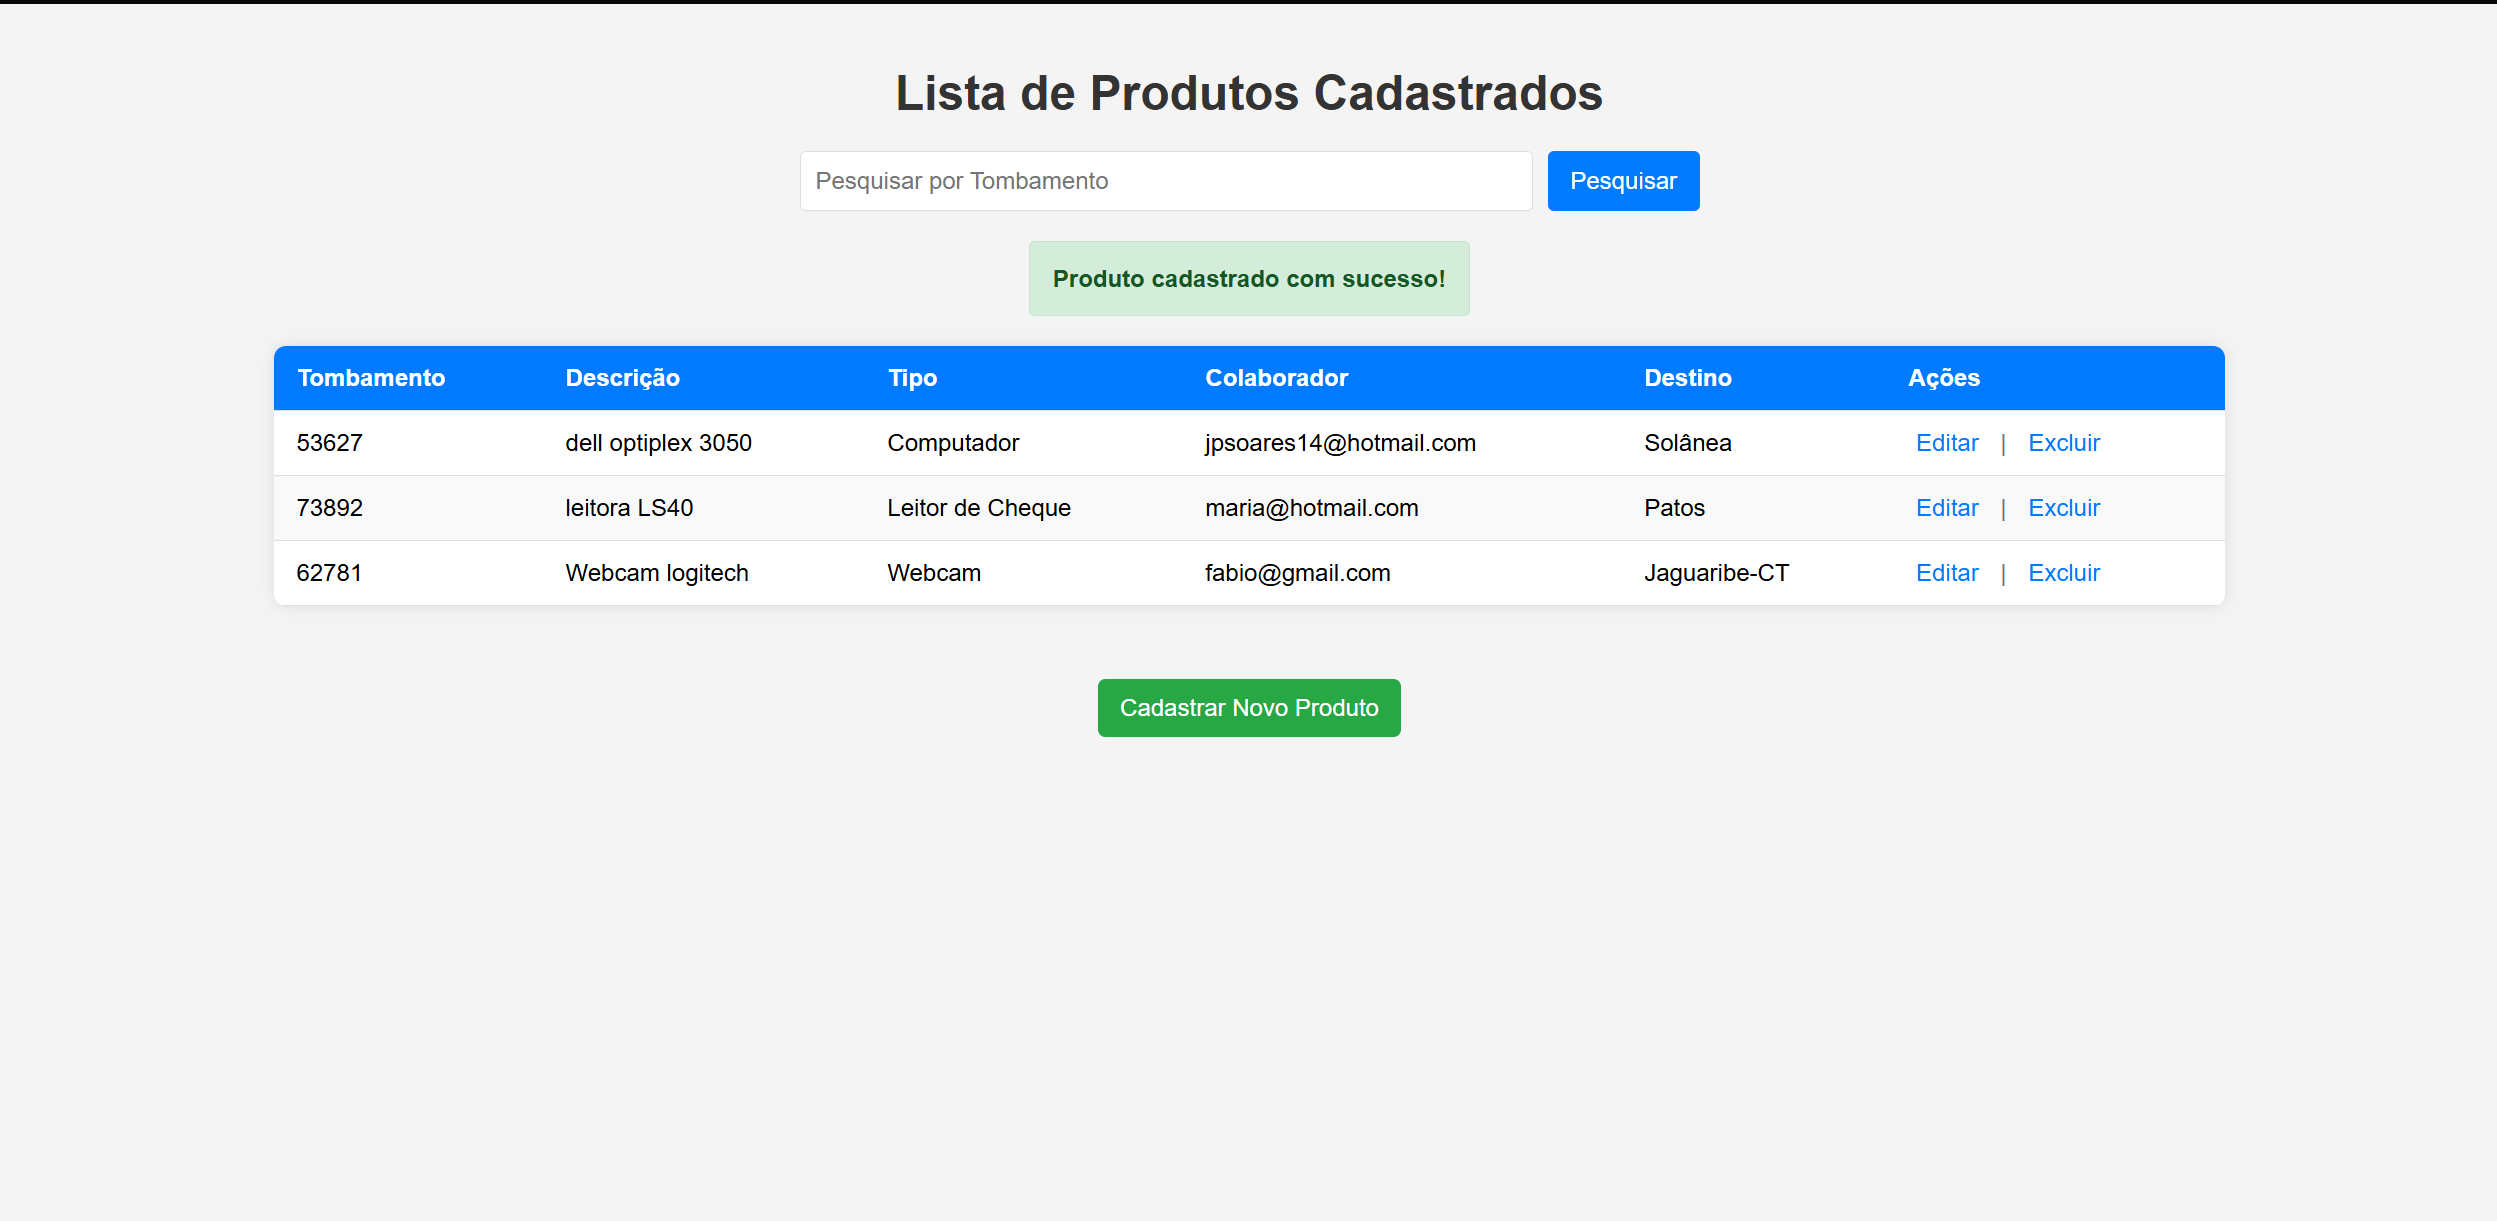 Lista de Produtos Cadastrados
Pesquisar por Tombamento Pesquisar
Produto cadastrado com sucesso!
Tombamento Descrição Tipo Colaborador Destino Ações
53627 dell optiplex 3050 Computador jpsoares14@hotmail.com Solânea Editar | Excluir
73892 leitora LS40 Leitor de Cheque maria@hotmail.com Patos Editar | Excluir
62781 Webcam logitech Webcam fabio@gmail.com Jaguaribe-CT Editar | Excluir
Cadastrar Novo Produto